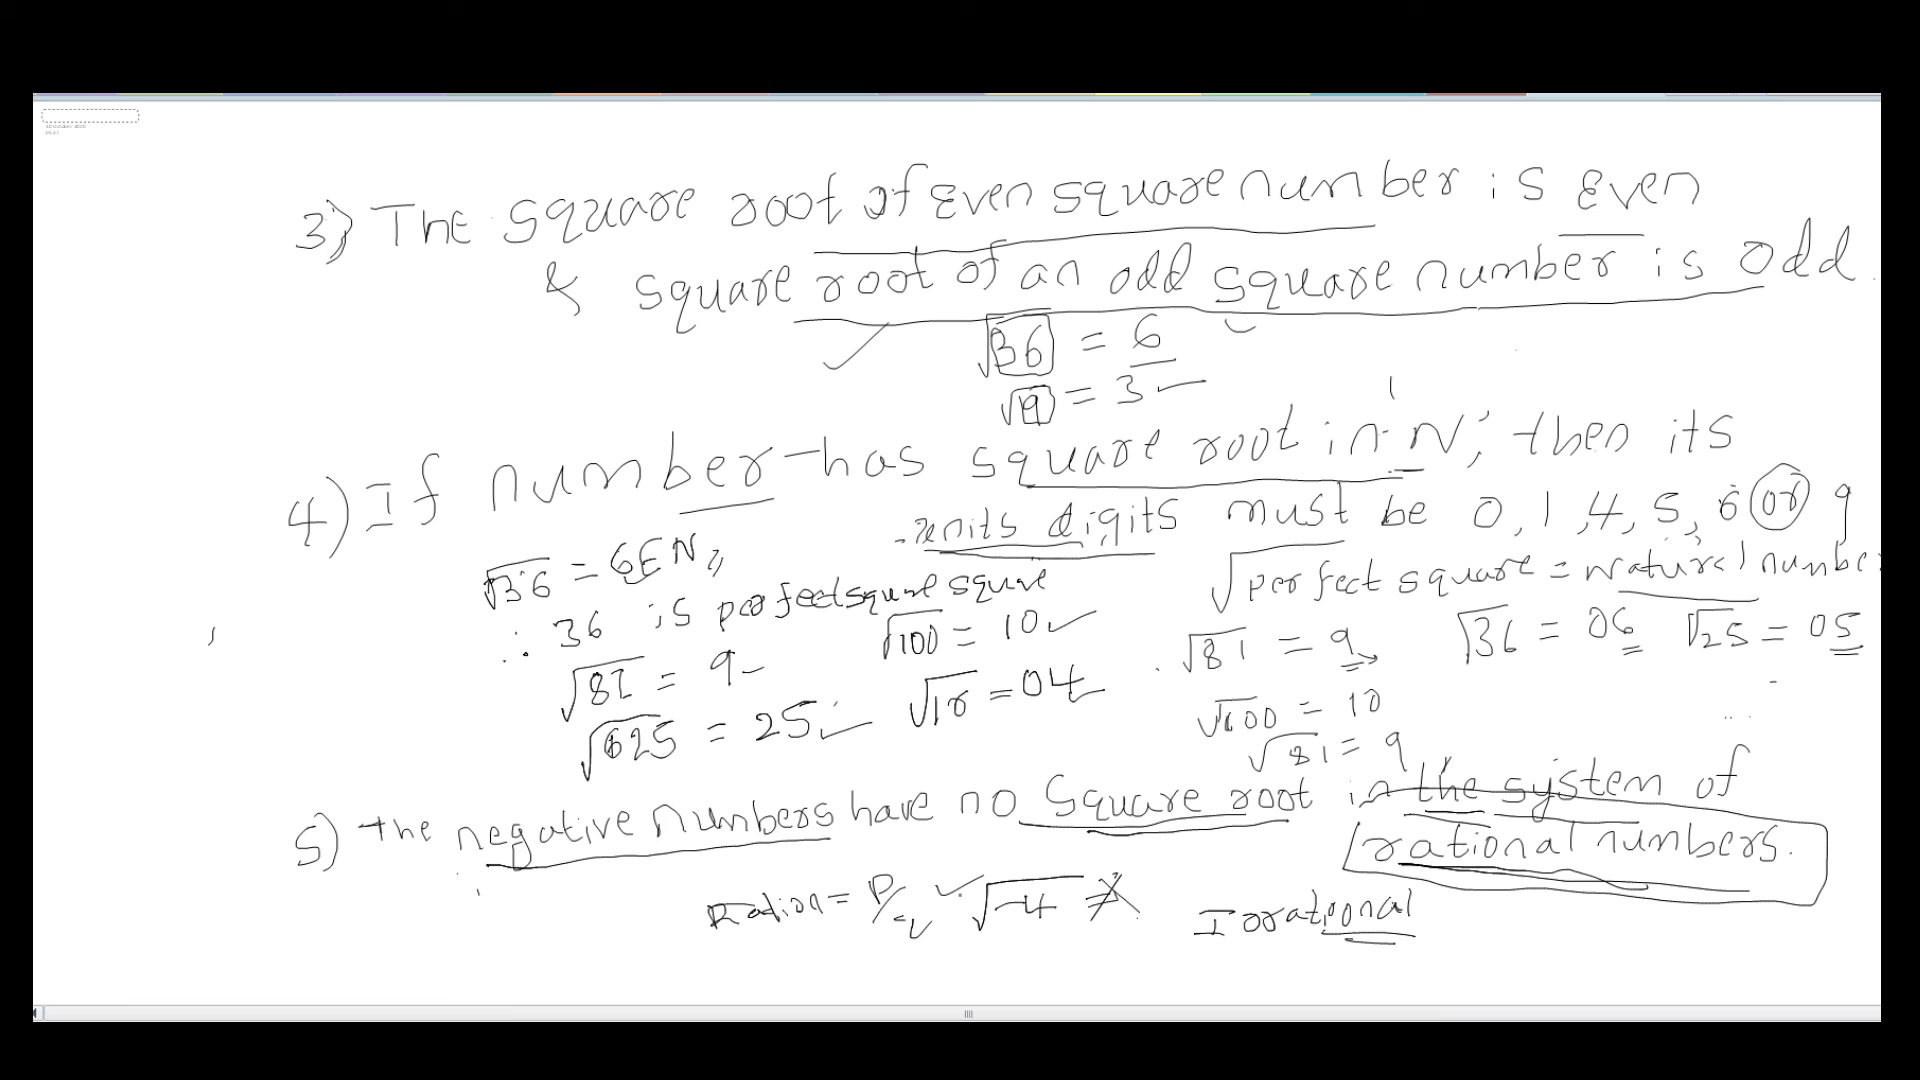 3) The square root of Even square number is Even
& square root of an odd square number is odd.
√36 = 6
√9 = 3
4) If number has square root in N, then its
units digits must be 0, 1, 4, 5, 6 or 9
√36 = 6 ∈ N
∴ 36 is perfect square
√81 = 9
√625 = 25
√100 = 10
√16 = 04
√perfect square = Natural numbe
√81 = 9
√36 = 06
√25 = 05
√100 = 10
√81 = 9
5) The negative numbers have no square root in the system of
rational numbers.
Ration = P/q √-4 =
Irrational